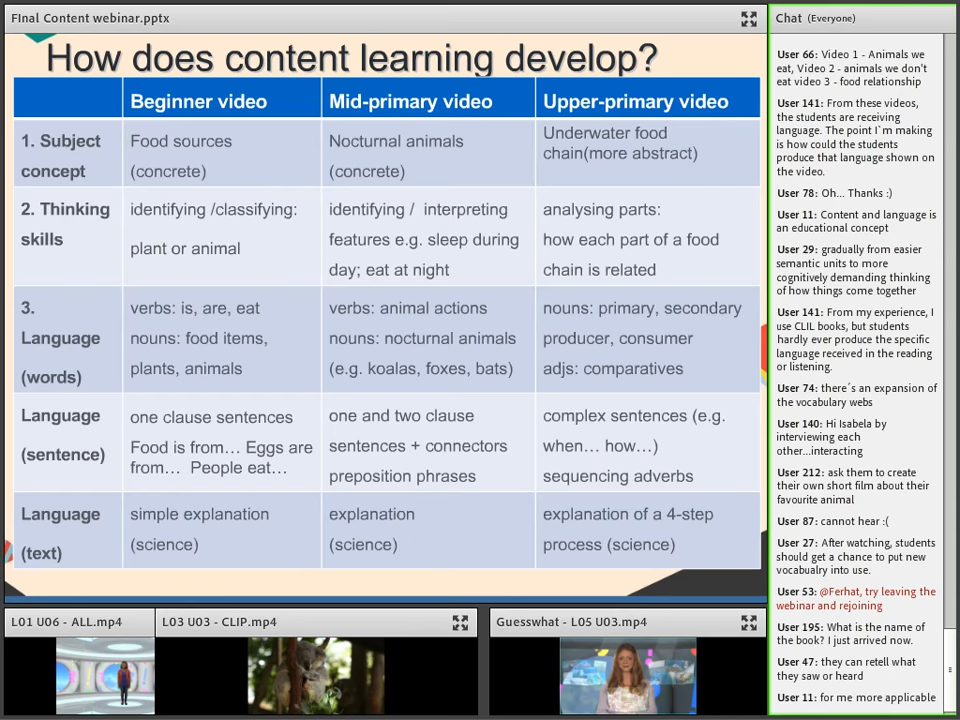 FInal Content webinar.pptx
How does content learning develop?
Beginner video
Mid-primary video
Upper-primary video
1. Subject
concept
Food sources
(concrete)
Nocturnal animals
(concrete)
Underwater food
chain(more abstract)
2. Thinking
skills
identifying /classifying:
plant or animal
identifying / interpreting
features e.g. sleep during
day; eat at night
analysing parts:
how each part of a food
chain is related
3.
Language
(words)
verbs: is, are, eat
nouns: food items,
plants, animals
verbs: animal actions
nouns: nocturnal animals
(e.g. koalas, foxes, bats)
nouns: primary, secondary
producer, consumer
adjs: comparatives
Language
(sentence)
one clause sentences
Food is from… Eggs are
from… People eat…
one and two clause
sentences + connectors
preposition phrases
complex sentences (e.g.
when… how…)
sequencing adverbs
Language
(text)
simple explanation
(science)
explanation
(science)
explanation of a 4-step
process (science)
L01 U06 - ALL.mp4
L03 U03 - CLIP.mp4
Guesswhat - L05 U03.mp4
Chat (Everyone)
User 66: Video 1 - Animals we
eat, Video 2 - animals we don't
eat video 3 - food relationship
User 141: From these videos,
the students are receiving
language. The point I`m making
is how could the students
produce that language shown on
the video.
User 78: Oh... Thanks :)
User 11: Content and language is
an educational concept
User 29: gradually from easier
semantic units to more
cognitively demanding thinking
of how things come together
User 141: From my experience, I
use CLIL books, but students
hardly ever produce the specific
language received in the reading
or listening.
User 74: there´s an expansion of
the vocabulary webs
User 140: Hi Isabela by
interviewing each
other...interacting
User 212: ask them to create
their own short film about their
favourite animal
User 87: cannot hear :(
User 27: After watching, students
should get a chance to put new
vocabualry into use.
User 53: @Ferhat, try leaving the
webinar and rejoining
User 195: What is the name of
the book? I just arrived now.
User 47: they can retell what
they saw or heard
User 11: for me more applicable